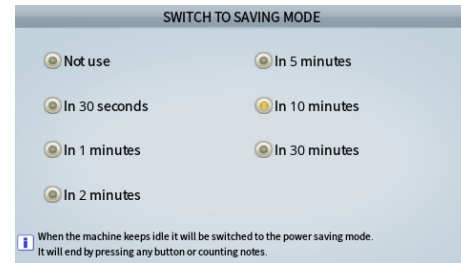 SWITCH TO SAVING MODE
Not use
In 30 seconds
In 1 minutes
In 2 minutes
In 5 minutes
In 10 minutes
In 30 minutes
i When the machine keeps idle it will be switched to the power saving mode.
It will end by pressing any button or counting notes.